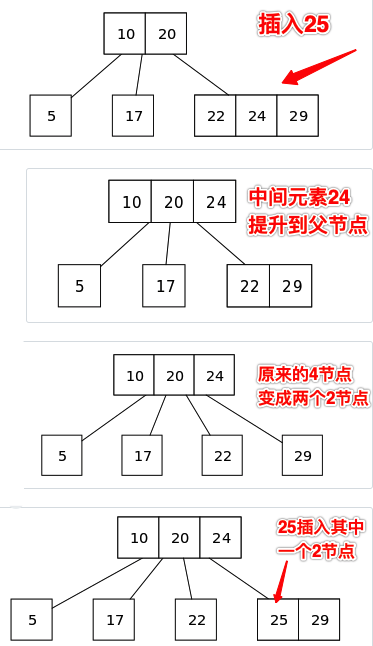 插入25
10 20
5 17 22 24 29
中间元素24
提升到父节点
10 20 24
5 17 22 29
原来的4节点
变成两个2节点
10 20 24
5 17 22 29
25插入其中
一个2节点
10 20 24
5 17 22 25 29